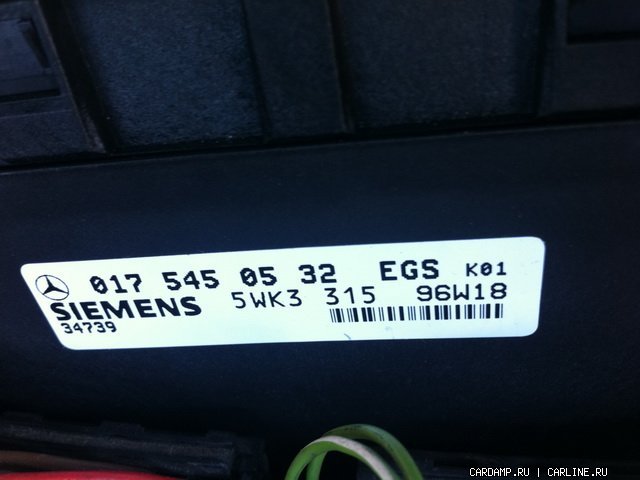 017 545 05 32 EGS K01
SIEMENS 5WK3 315 96W18
34739
CARDAMP.RU | CARLINE.RU